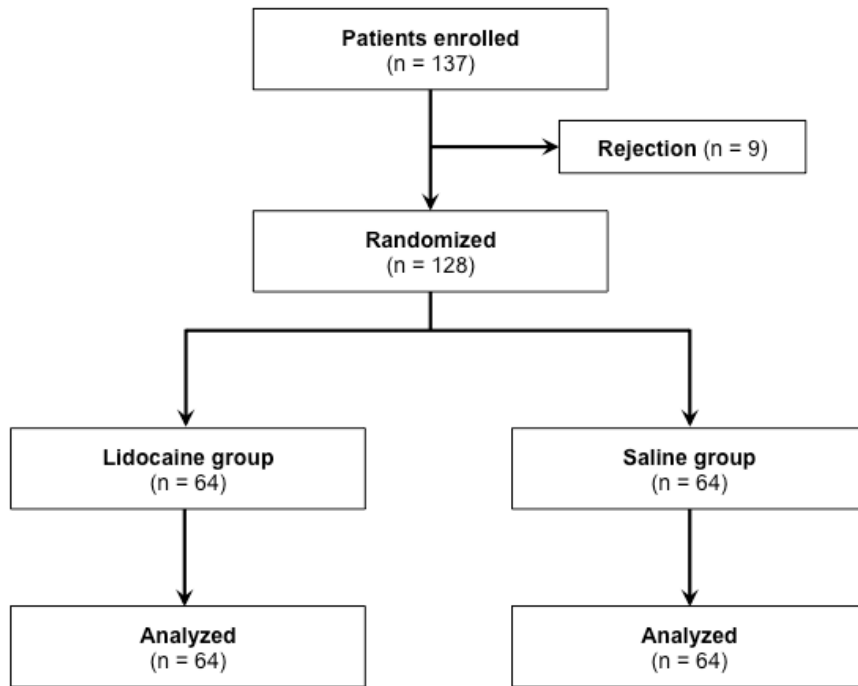 Patients enrolled
(n = 137)
Rejection (n = 9)
Randomized
(n = 128)
Lidocaine group
(n = 64)
Saline group
(n = 64)
Analyzed
(n = 64)
Analyzed
(n = 64)